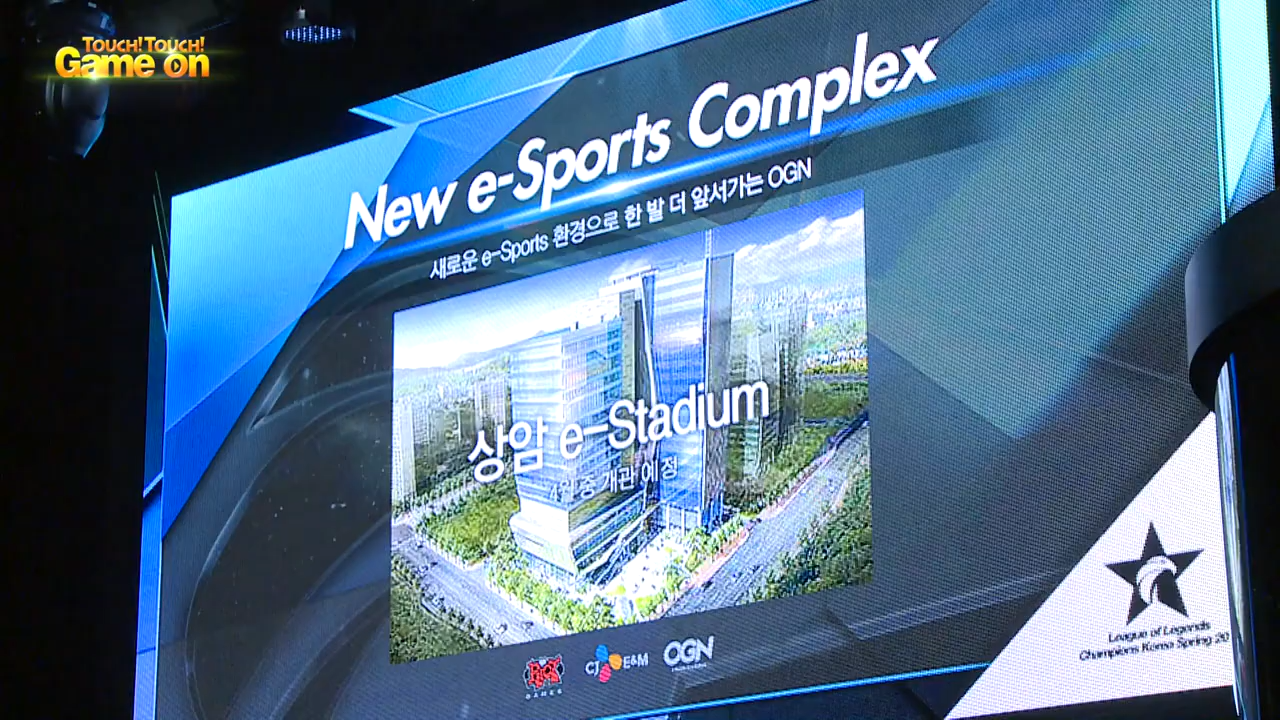 TOUCH! TOUCH!
Game on
New e-Sports Complex
새로운 e-Sports 환경으로 한 발 더 앞서가는 OGN
상암 e-Stadium
4월 중 개관 예정
RIOT
GAMES
CJ E&M
OGN
League of Legends
Champions Korea Spring 20